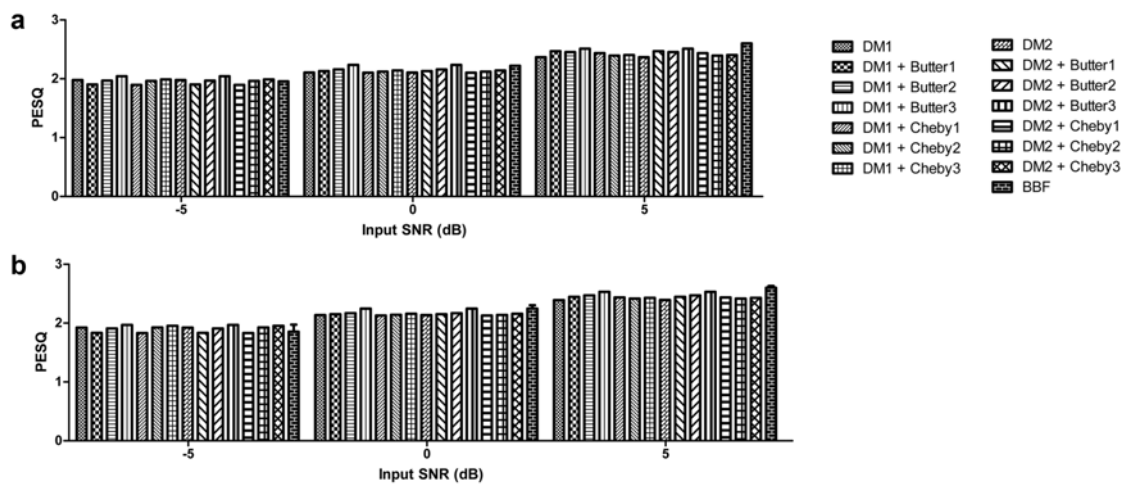 a
3
2
1
0
PESQ
-5
0
5
Input SNR (dB)
DM1
DM1 + Butter1
DM1 + Butter2
DM1 + Butter3
DM1 + Cheby1
DM1 + Cheby2
DM1 + Cheby3
DM2
DM2 + Butter1
DM2 + Butter2
DM2 + Butter3
DM2 + Cheby1
DM2 + Cheby2
DM2 + Cheby3
BBF
b
3
2
1
0
PESQ
-5
0
5
Input SNR (dB)